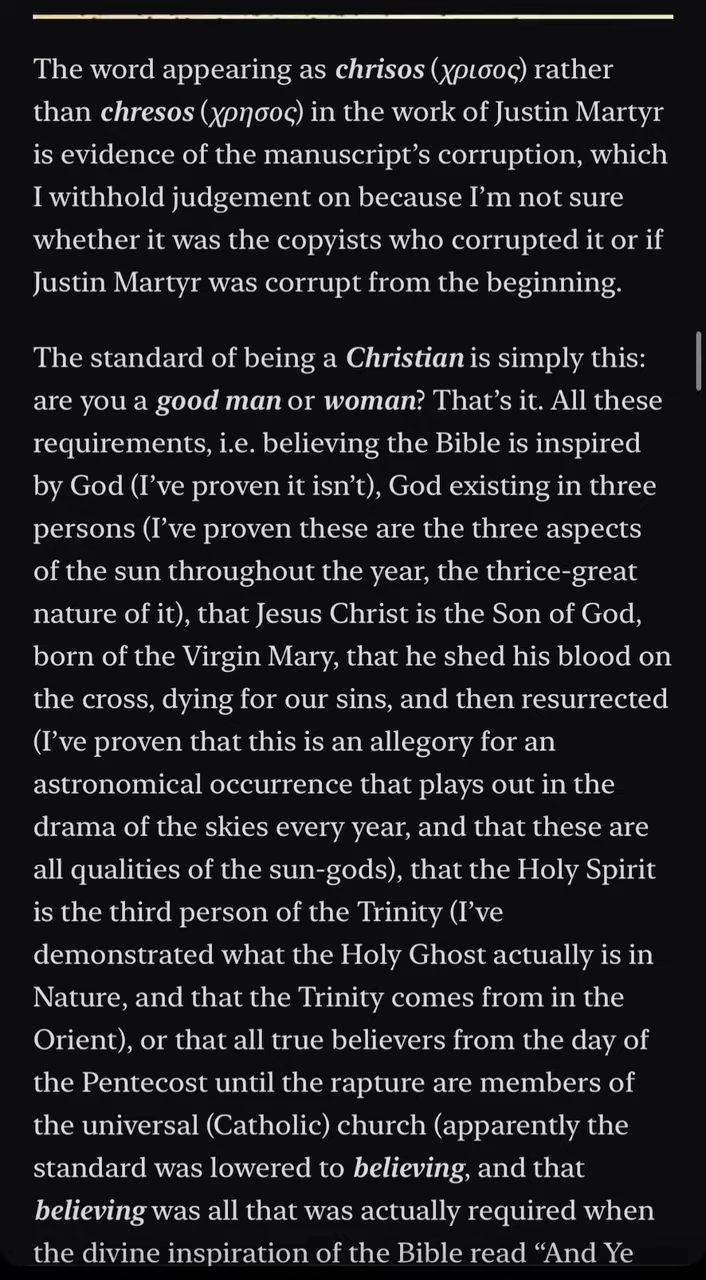 The word appearing as chrisos (χρισος) rather
than chresos (χρησος) in the work of Justin Martyr
is evidence of the manuscript’s corruption, which
I withhold judgement on because I’m not sure
whether it was the copyists who corrupted it or if
Justin Martyr was corrupt from the beginning.
The standard of being a Christian is simply this:
are you a good man or woman? That’s it. All these
requirements, i.e. believing the Bible is inspired
by God (I’ve proven it isn’t), God existing in three
persons (I’ve proven these are the three aspects
of the sun throughout the year, the thrice-great
nature of it), that Jesus Christ is the Son of God,
born of the Virgin Mary, that he shed his blood on
the cross, dying for our sins, and then resurrected
(I’ve proven that this is an allegory for an
astronomical occurrence that plays out in the
drama of the skies every year, and that these are
all qualities of the sun-gods), that the Holy Spirit
is the third person of the Trinity (I’ve
demonstrated what the Holy Ghost actually is in
Nature, and that the Trinity comes from in the
Orient), or that all true believers from the day of
the Pentecost until the rapture are members of
the universal (Catholic) church (apparently the
standard was lowered to believing, and that
believing was all that was actually required when
the divine inspiration of the Bible read “And Ye